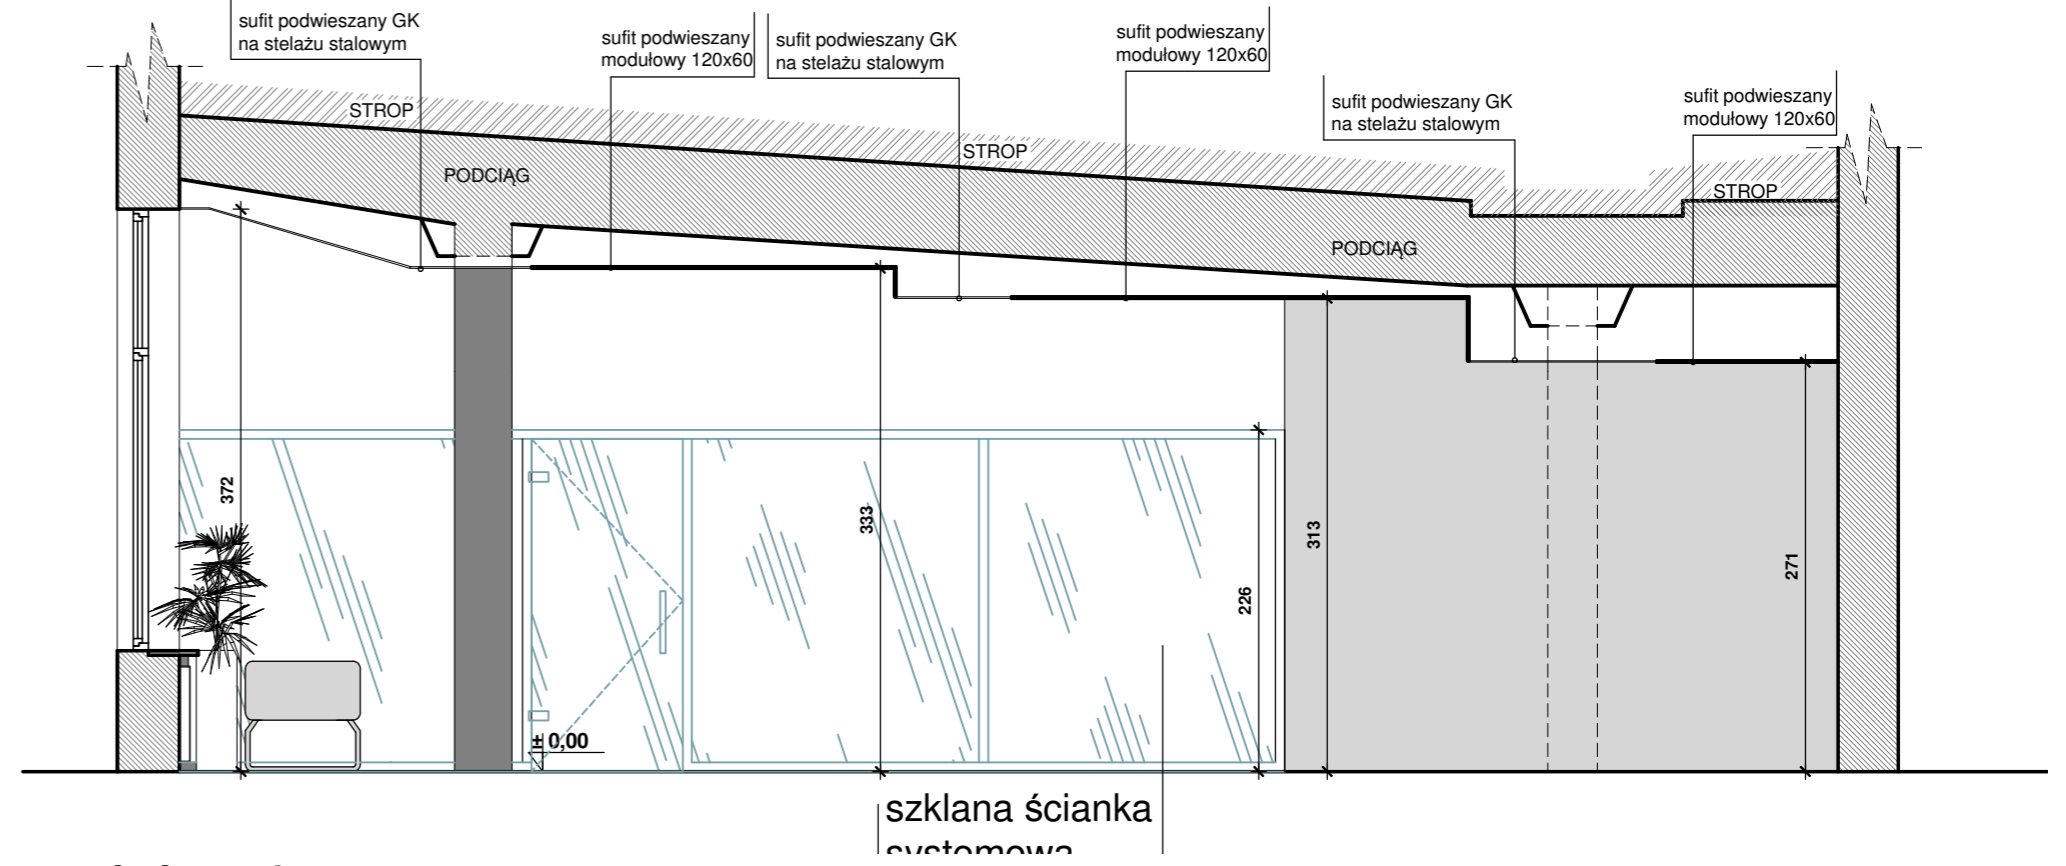 sufit podwieszany GK
na stelażu stalowym
sufit podwieszany
modułowy 120x60
sufit podwieszany GK
na stelażu stalowym
sufit podwieszany
modułowy 120x60
sufit podwieszany GK
na stelażu stalowym
sufit podwieszany
modułowy 120x60
STROP
STROP
STROP
PODCIĄG
PODCIĄG
372
333
313
226
271
± 0,00
szklana ścianka
systemowa